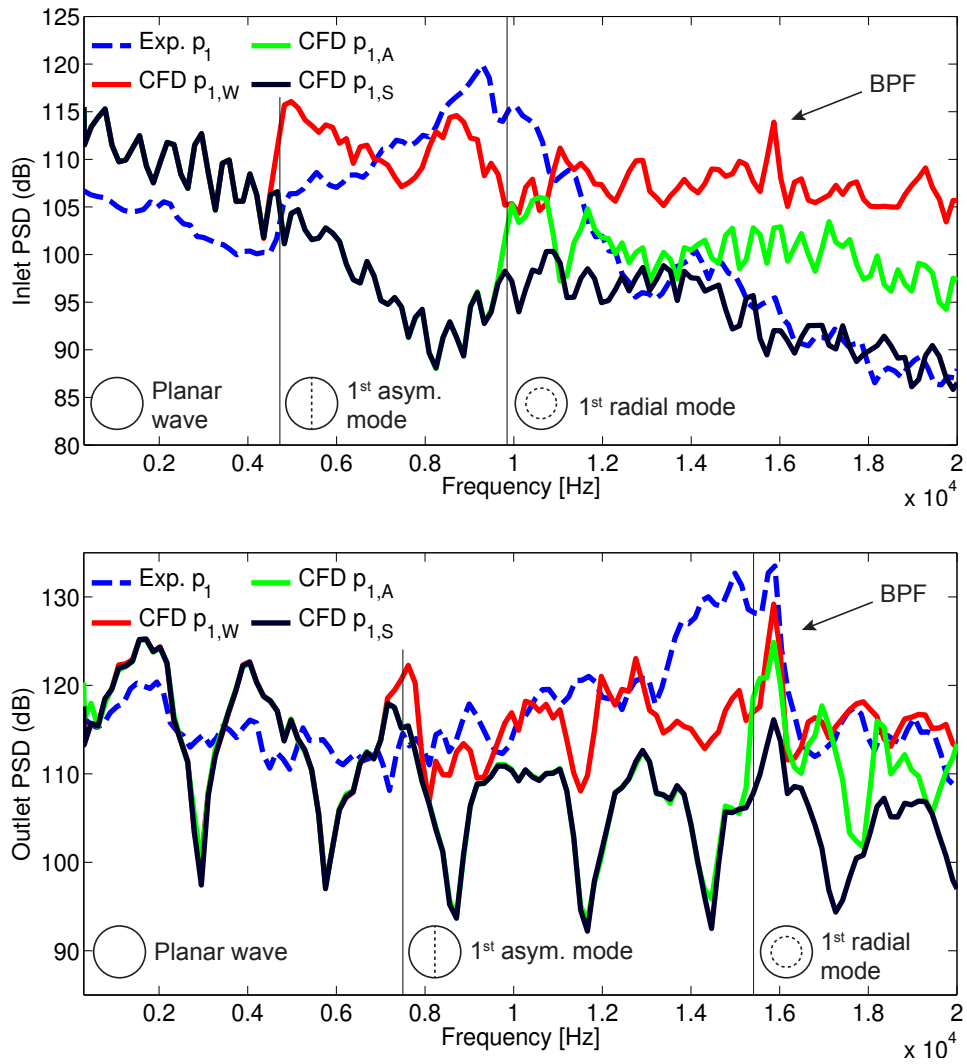 125
120
115
110
105
100
95
90
85
80
Inlet PSD (dB)
Exp. p1
CFD p1,W
CFD p1,A
CFD p1,S
BPF
Planar
wave
1st asym.
mode
1st radial mode
0.2 0.4 0.6 0.8 1 1.2 1.4 1.6 1.8 2
Frequency [Hz]
x 10^4
130
120
110
100
90
Outlet PSD (dB)
Exp. p1
CFD p1,W
CFD p1,A
CFD p1,S
BPF
Planar wave
1st asym. mode
1st radial
mode
0.2 0.4 0.6 0.8 1 1.2 1.4 1.6 1.8 2
Frequency [Hz]
x 10^4